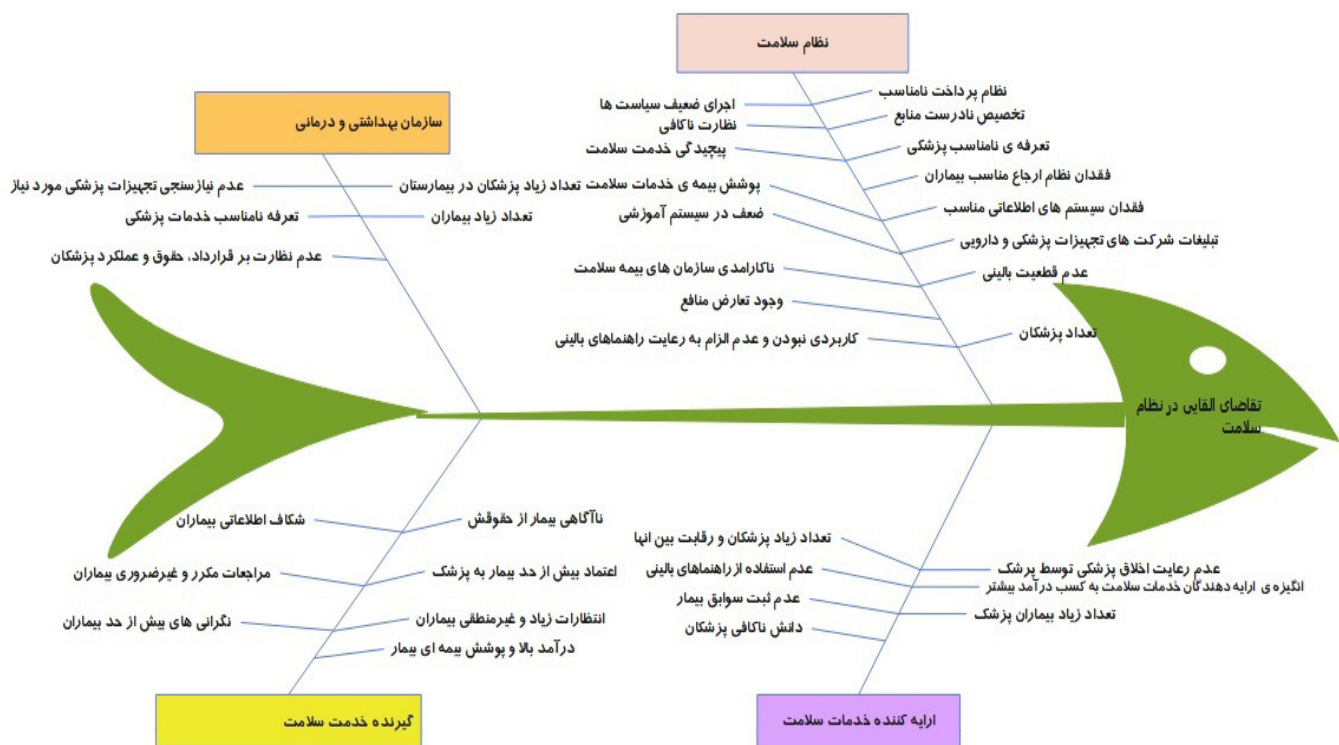 نظام سلامت
نظام پرداخت نامناسب
اجرای ضعیف سیاست ها
تخصیص نادرست منابع
نظارت ناکافی
تعرفه ی نامناسب پزشکی
پیچیدگی خدمت سلامت
فقدان نظام ارجاع مناسب بیماران
پوشش بیمه ی خدمات سلامت
فقدان سیستم های اطلاعاتی مناسب
ضعف در سیستم آموزشی
تبلیغات شرکت های تجهیزات پزشکی و دارویی
ناکارامدی سازمان های بیمه سلامت
عدم قطعیت بالینی
وجود تعارض منافع
تعداد پزشکان
کاربردی نبودن و عدم الزام به رعایت راهنماهای بالینی
سازمان بهداشتی و درمانی
تعداد زیاد پزشکان در بیمارستان
عدم نیازسنجی تجهیزات پزشکی مورد نیاز
تعداد زیاد بیماران
تعرفه نامناسب خدمات پزشکی
عدم نظارت بر قرارداد، حقوق و عملکرد پزشکان
تقاضای القایی در نظام
سلامت
تعداد زیاد پزشکان و رقابت بین انها
عدم رعایت اخلاق پزشکی توسط پرشک
عدم استفاده از راهنماهای بالینی
انگیزه ی ارایه دهندگان خدمات سلامت به کسب درآمد بیشتر
عدم ثبت سوابق بیمار
تعداد زیاد بیماران پزشک
دانش ناکافی پزشکان
ارایه کننده خدمات سلامت
ناآگاهی بیمار از حقوقش
شکاف اطلاعاتی بیماران
اعتماد بیش از حد بیمار به پزشک
مراجعات مکرر و غیرضروری بیماران
انتظارات زیاد و غیرمنطقی بیماران
نگرانی های بیش از حد بیماران
درآمد بالا و پوشش بیمه ای بیمار
گیرنده خدمت سلامت